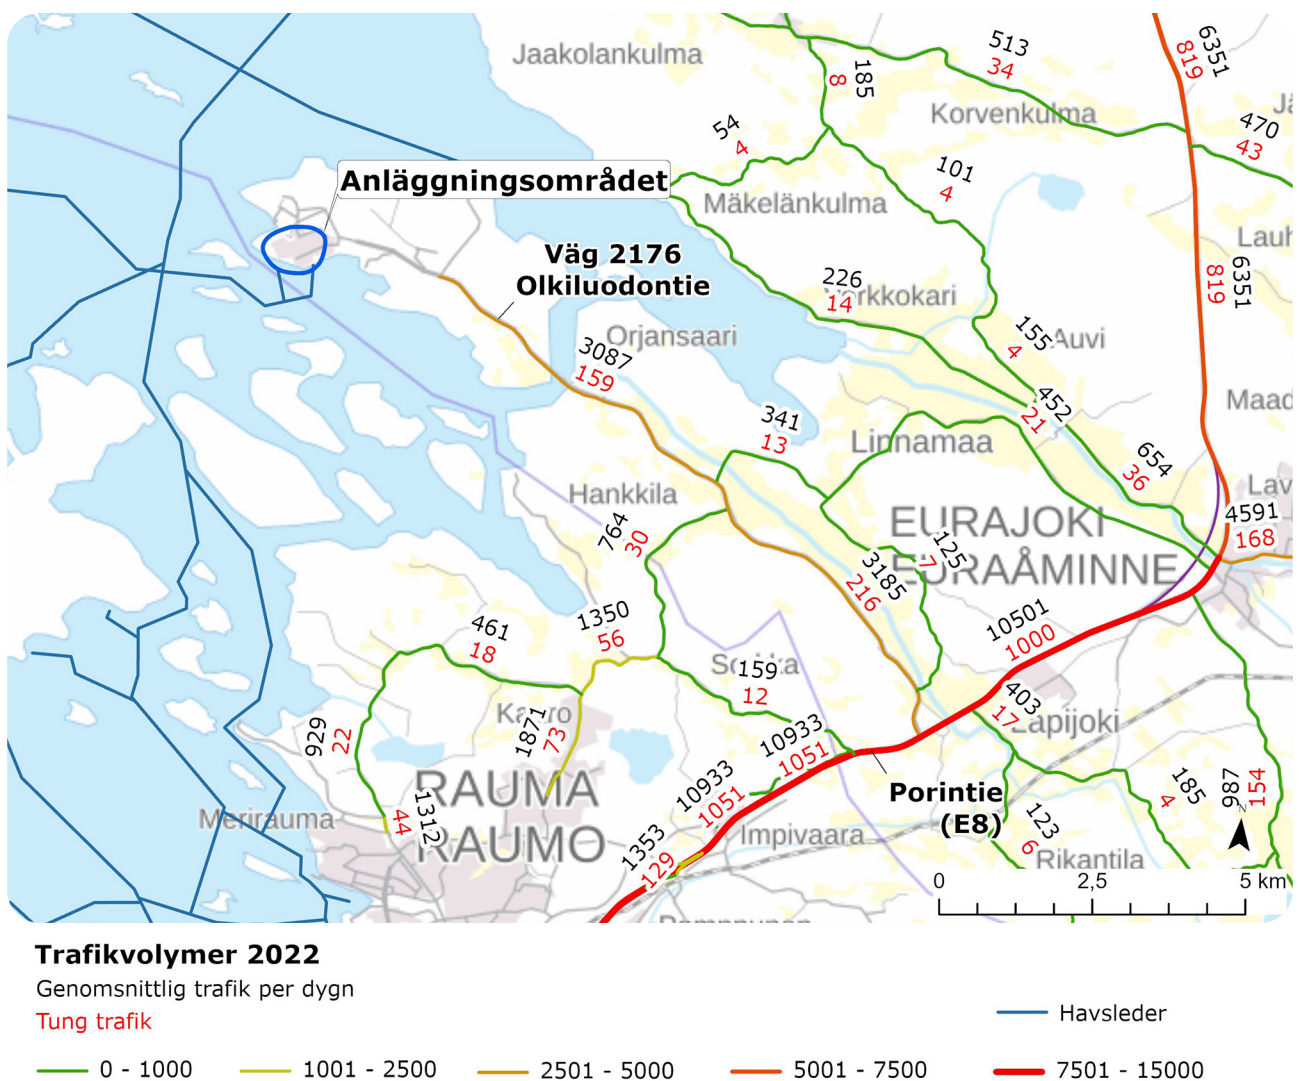 Jaakolankulma
513
34
6351
819
185
8
Korvenkulma
470
43
54
4
101
4
Anläggningsområdet
Mäkelänkulma
Väg 2176
Olkiluodontie
226
14
6351
819
Orjansaari
3087
159
155
4
Auvi
341
13
452
21
Linnamaa
654
36
Hankkila
764
30
EURAJOKI
EURAÅMINNE
4591
168
125
7
3185
216
1350
56
10501
1000
461
18
159
12
403
17
Lapijoki
929
22
1871
73
10933
1051
RAUMA
RAUMO
10933
1051
Porintie
(E8)
185
4
987
154
N
Merirauma
1312
44
1353
129
Impivaara
123
6
Rikantila
0 2,5 5 km
Trafikvolymer 2022
Genomsnittlig trafik per dygn
Tung trafik
Havsleder
0 - 1000 1001 - 2500 2501 - 5000 5001 - 7500 7501 - 15000